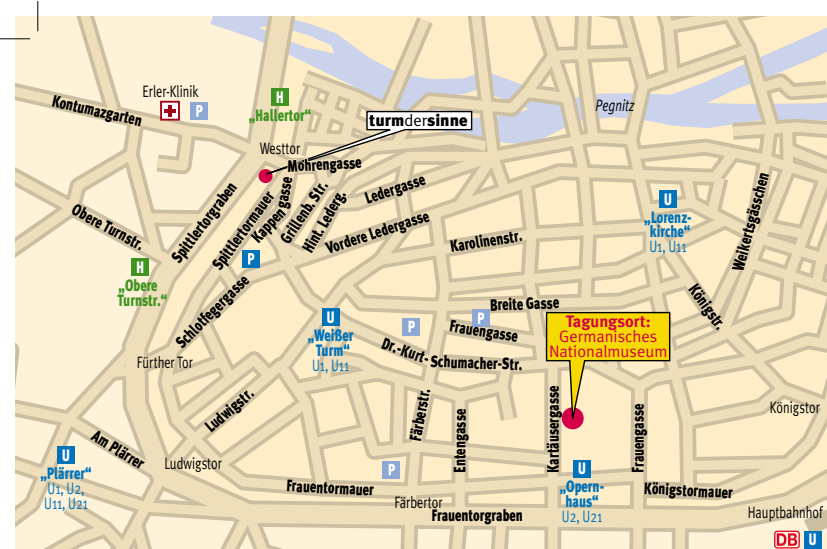 Erler-Klinik
P
Kontumazgarten
H
„Hallertor“
Pegnitz
turmdersinne
Westtor
Möhrengasse
Spittlertorgraben
Spittlertormauer
Kappengasse
Grillenb. Str.
Hint. Lederg.
Ledergasse
Vordere Ledergasse
Obere Turnstr.
Karolinenstr.
U
„Lorenz-
kirche“
U1, U11
Weikertsgässchen
Königstr.
H
„Obere
Turnstr.“
P
Schlotfegergasse
Breite Gasse
U
„Weißer
Turm“
U1, U11
P
P
Frauengasse
Dr.-Kurt- Schumacher-Str.
Tagungsort:
Germanisches
Nationalmuseum
Fürther Tor
Ludwigstr.
Färberstr.
Entengasse
Kartäusergasse
Frauengasse
Königstor
Am Plärrer
U
„Plärrer“
U1, U2,
U11, U21
Ludwigstor
P
Frauentormauer
Färbertor
Frauentorgraben
U
„Opern-
haus“
U2, U21
Königstormauer
Hauptbahnhof
DB U